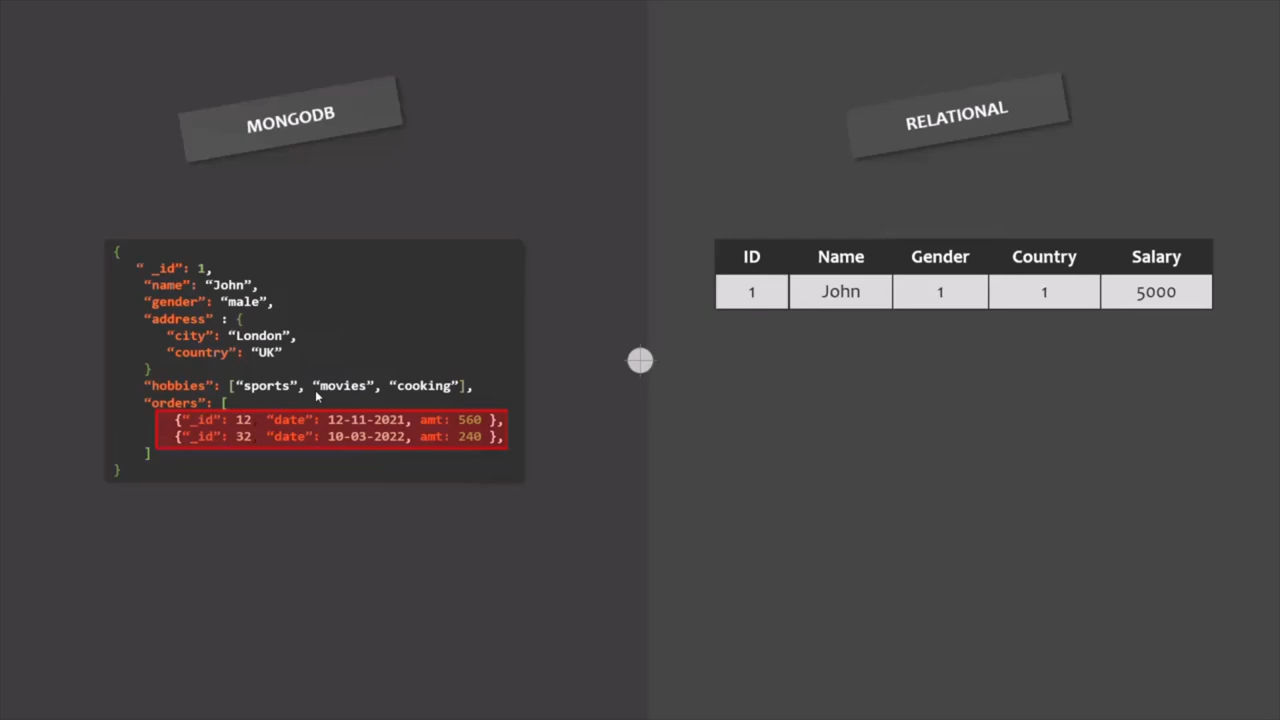 MONGODB
{
“ _id”: 1,
“name”: “John”,
“gender”: “male”,
“address” : {
“city”: “London”,
“country”: “UK”
}
“hobbies”: [“sports”, “movies”, “cooking”],
“orders”: [
{“_id”: 12, “date”: 12-11-2021, amt: 560 },
{“_id”: 32, “date”: 10-03-2022, amt: 240 },
]
}
RELATIONAL
ID Name Gender Country Salary
1 John 1 1 5000